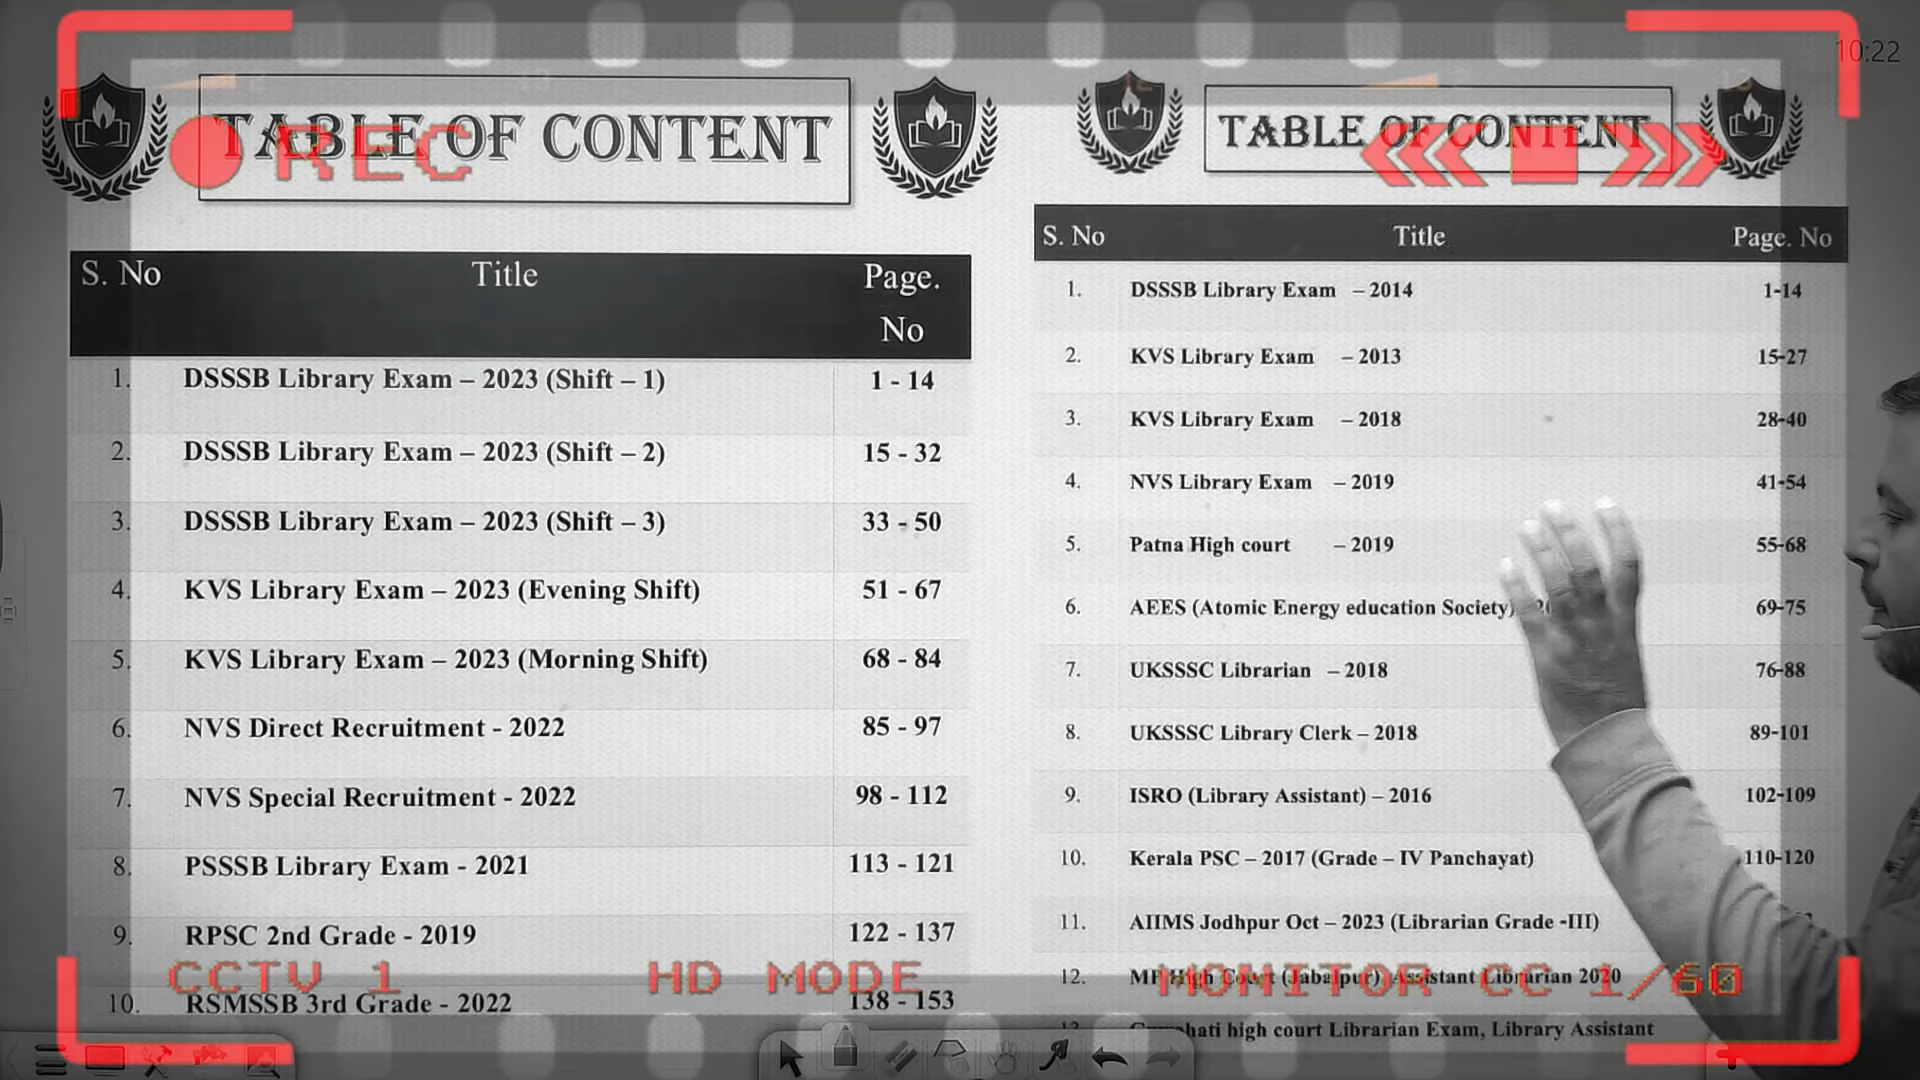 10:22
TABLE OF CONTENT
REC
S. No Title Page. No
1. DSSSB Library Exam – 2023 (Shift – 1) 1 - 14
2. DSSSB Library Exam – 2023 (Shift – 2) 15 - 32
3. DSSSB Library Exam – 2023 (Shift – 3) 33 - 50
4. KVS Library Exam – 2023 (Evening Shift) 51 - 67
5. KVS Library Exam – 2023 (Morning Shift) 68 - 84
6. NVS Direct Recruitment - 2022 85 - 97
7. NVS Special Recruitment - 2022 98 - 112
8. PSSSB Library Exam - 2021 113 - 121
9. RPSC 2nd Grade - 2019 122 - 137
10. RSMSSB 3rd Grade - 2022 138 - 153
TABLE OF CONTENT
S. No Title Page. No
1. DSSSB Library Exam – 2014 1-14
2. KVS Library Exam – 2013 15-27
3. KVS Library Exam – 2018 28-40
4. NVS Library Exam – 2019 41-54
5. Patna High court – 2019 55-68
6. AEES (Atomic Energy education Society) 69-75
7. UKSSSC Librarian – 2018 76-88
8. UKSSSC Library Clerk – 2018 89-101
9. ISRO (Library Assistant) – 2016 102-109
10. Kerala PSC – 2017 (Grade – IV Panchayat) 110-120
11. AIIMS Jodhpur Oct – 2023 (Librarian Grade -III)
12. MP High Court (Jabalpur) Assistant Librarian 2020
high court Librarian Exam, Library Assistant
CCTV 1 HD MODE MONITOR CC 1/60